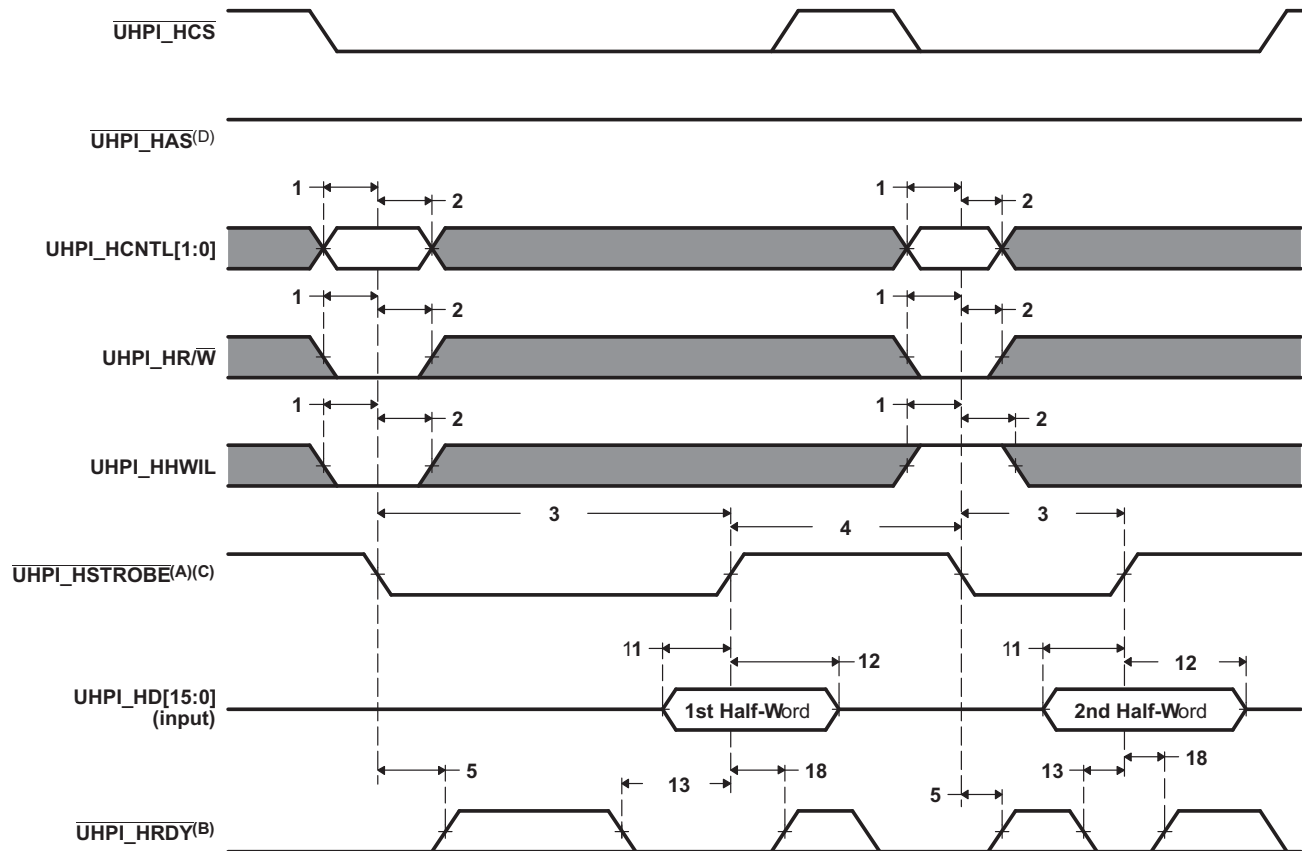 UHPI_HCS
UHPI_HAS(D)
1
2
1
2
UHPI_HCNTL[1:0]
1
2
1
2
UHPI_HR/W
1
2
1
2
UHPI_HHWIL
3
4
3
UHPI_HSTROBE(A)(C)
11
12
11
12
UHPI_HD[15:0]
(input)
1st Half-Word
2nd Half-Word
5
13
18
5
13
18
UHPI_HRDY(B)